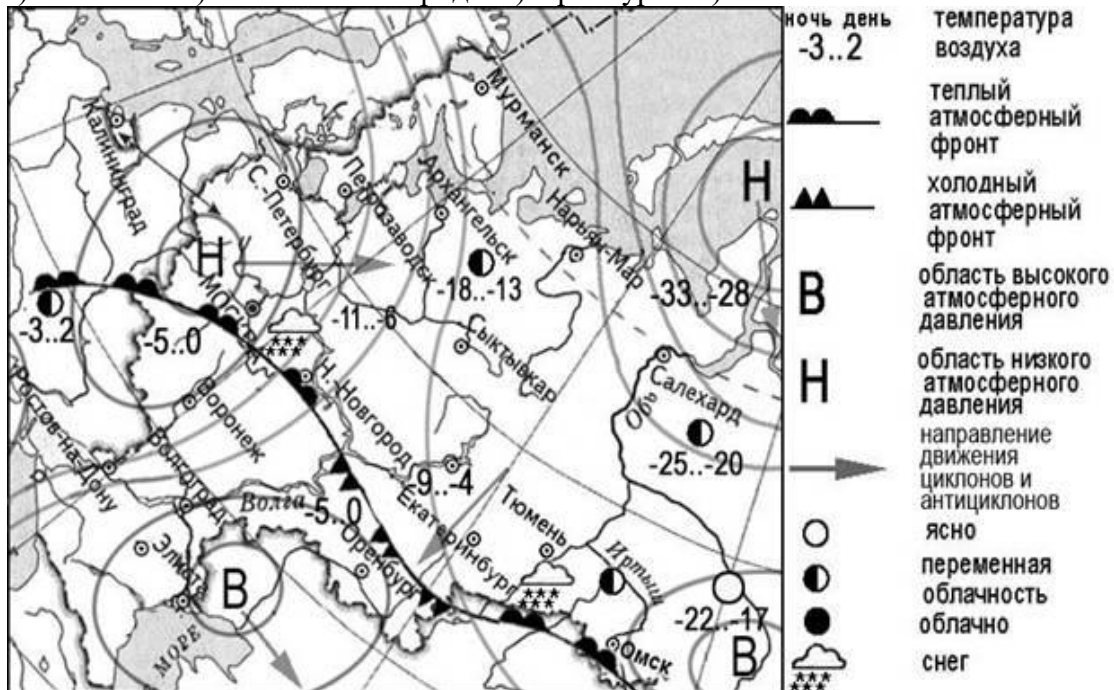 Калининград
С.-Петербург
Петрозаводск
Мурманск
Архангельск
Нарьян-Мар
Н
Н
МОСКВА
-18..-13
-33..-28
-3..2
-5..0
-11..-6
Сыктывкар
Салехард
Обь
Н. Новгород
Воронеж
Ростов-на-Дону
Волгоград
-25..-20
-9..-4
Волга
-5..0
Екатеринбург
Тюмень
Иртыш
Оренбург
Элиста
В
-22..-17
МОРЕ
Омск
В
ночь день
-3..2
температура
воздуха
теплый
атмосферный
фронт
холодный
атмосферный
фронт
В
область высокого
атмосферного
давления
Н
область низкого
атмосферного
давления
направление
движения
циклонов и
антициклонов
ясно
переменная
облачность
облачно
снег